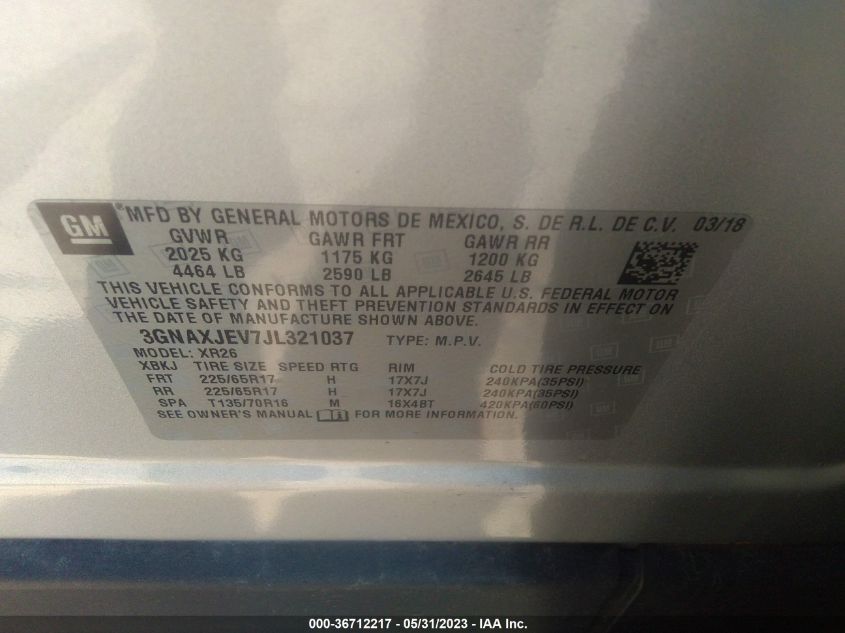 GM MFD BY GENERAL MOTORS DE MEXICO, S. DE R.L. DE C.V. 03/18
GVWR GAWR FRT GAWR RR
2025 KG 1175 KG 1200 KG
4464 LB 2590 LB 2645 LB
THIS VEHICLE CONFORMS TO ALL APPLICABLE U.S. FEDERAL MOTOR
VEHICLE SAFETY AND THEFT PREVENTION STANDARDS IN EFFECT ON
THE DATE OF MANUFACTURE SHOWN ABOVE.
3GNAXJEV7JL321037 TYPE: M.P.V.
MODEL: XR26
XBKJ TIRE SIZE SPEED RTG RIM COLD TIRE PRESSURE
FRT 225/65R17 H 17X7J 240KPA(35PSI)
RR 225/65R17 H 17X7J 240KPA(35PSI)
SPA T135/70R16 M 16X4BT 420KPA(60PSI)
SEE OWNER'S MANUAL FOR MORE INFORMATION.
000-36712217 - 05/31/2023 - IAA Inc.